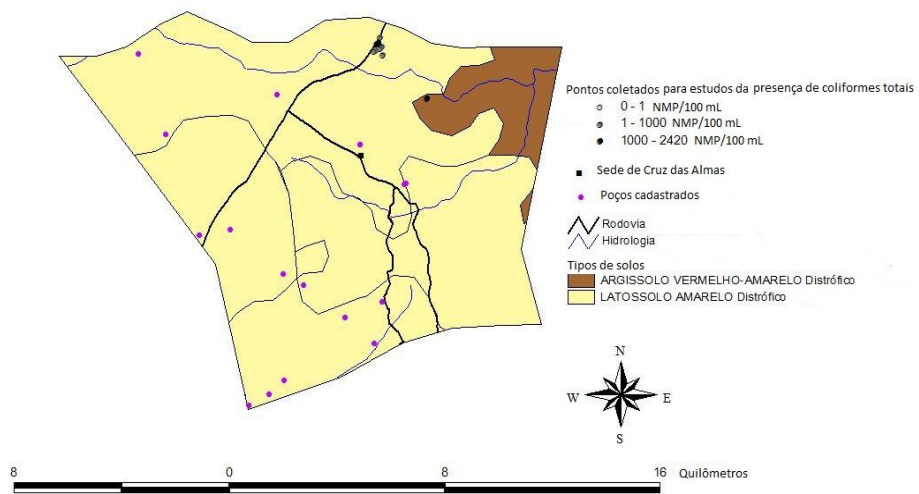 Pontos coletados para estudos da presença de coliformes totais
0 - 1 NMP/100 mL
1 - 1000 NMP/100 mL
1000 - 2420 NMP/100 mL
Sede de Cruz das Almas
Poços cadastrados
Rodovia
Hidrologia
Tipos de solos
ARGISSOLO VERMELHO-AMARELO Distrófico
LATOSSOLO AMARELO Distrófico
N
W E
S
8 0 8 16 Quilômetros